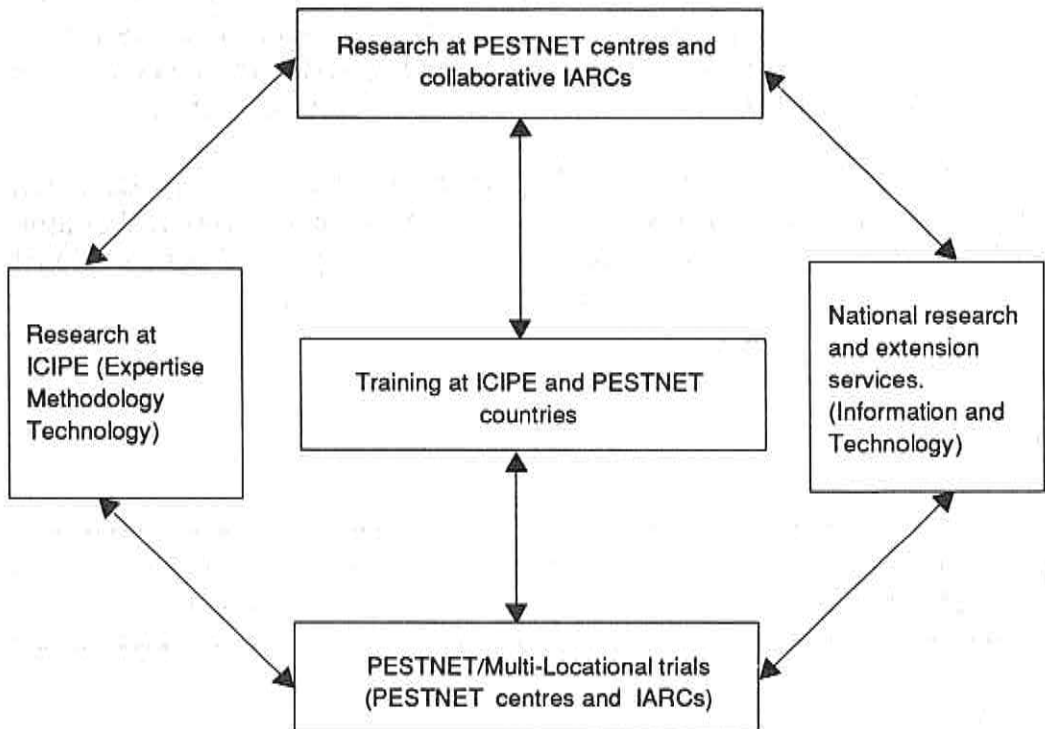 Research at PESTNET centres and
collaborative IARCs
Research at
ICIPE (Expertise
Methodology
Technology)
Training at ICIPE and PESTNET
countries
National research
and extension
services.
(Information and
Technology)
PESTNET/Multi-Locational trials
(PESTNET centres and IARCs)